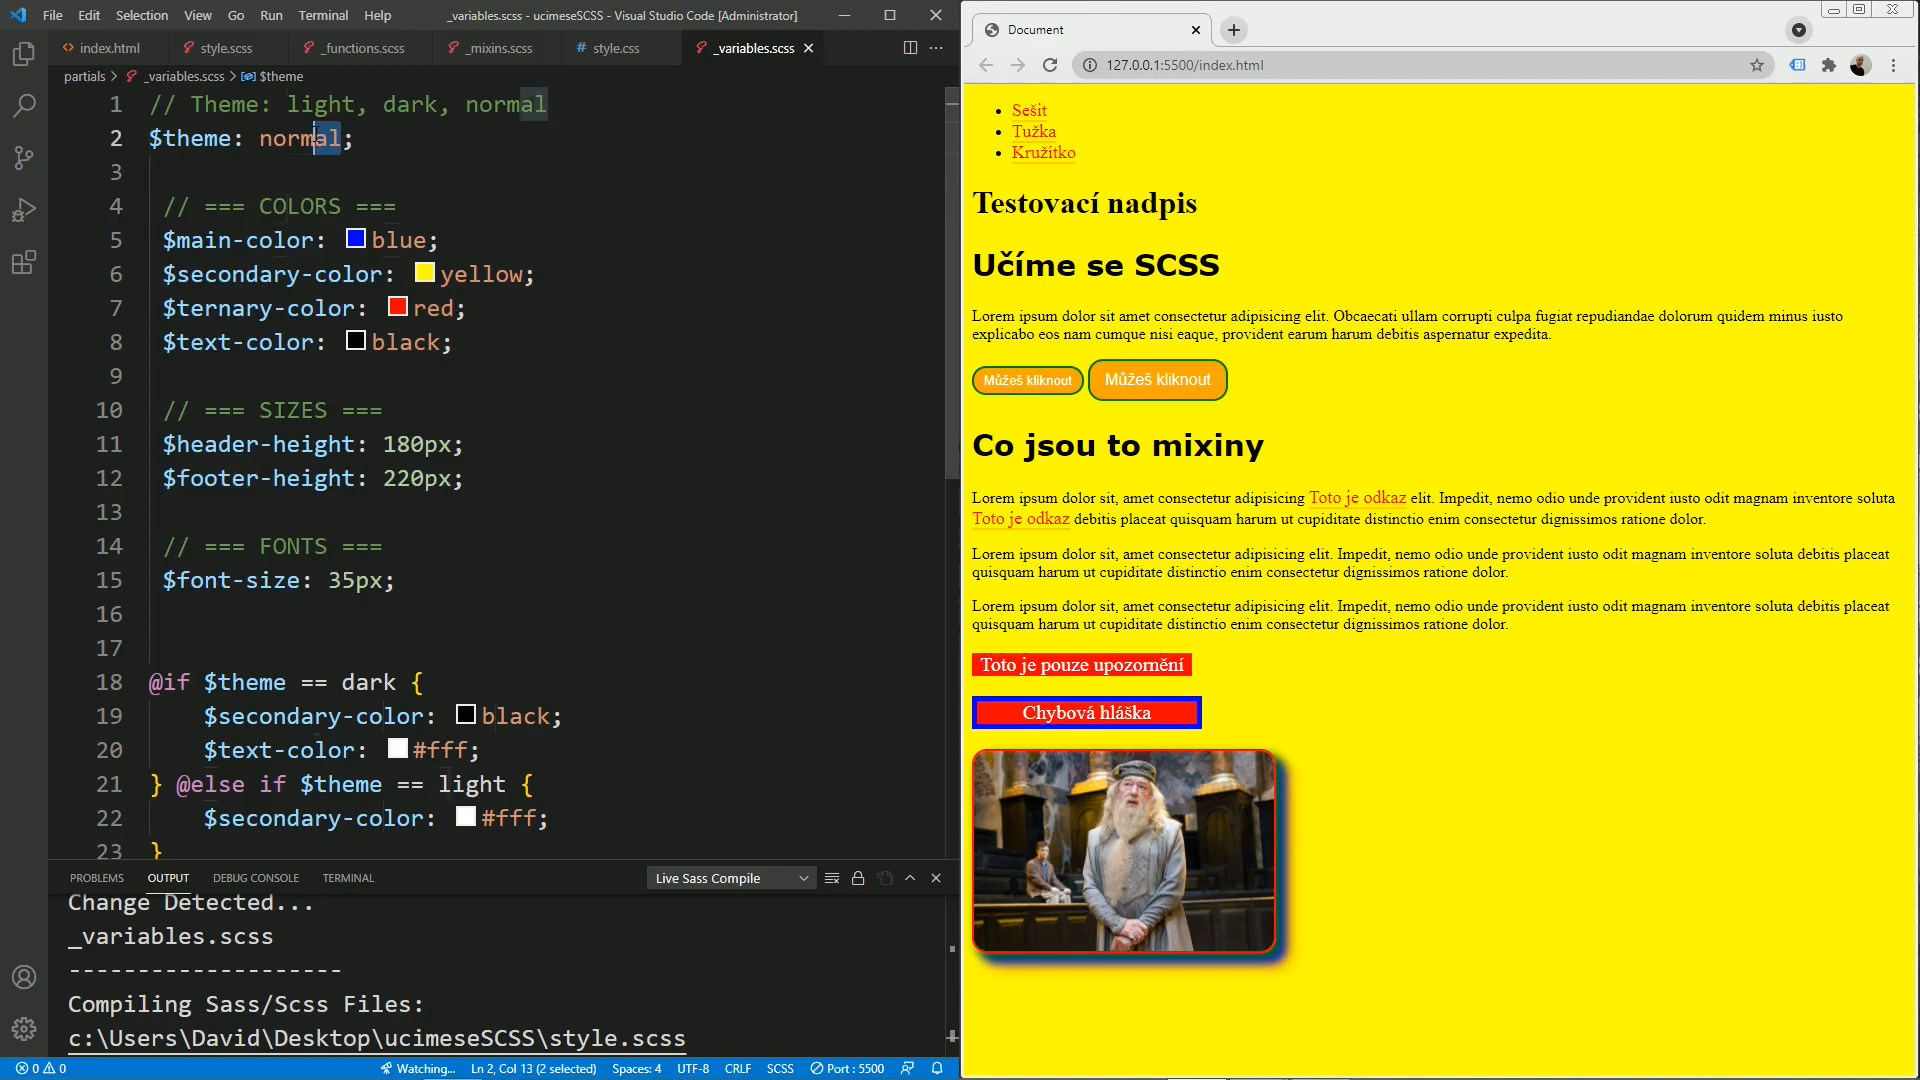 File Edit Selection View Go Run Terminal Help _variables.scss - ucimeseSCSS - Visual Studio Code [Administrator]
index.html style.scss _functions.scss _mixins.scss style.css _variables.scss
partials > _variables.scss > $theme
1 // Theme: light, dark, normal
2 $theme: normal;
3
4 // === COLORS ===
5 $main-color: blue;
6 $secondary-color: yellow;
7 $ternary-color: red;
8 $text-color: black;
9
10 // === SIZES ===
11 $header-height: 180px;
12 $footer-height: 220px;
13
14 // === FONTS ===
15 $font-size: 35px;
16
17
18 @if $theme == dark {
19 $secondary-color: black;
20 $text-color: #fff;
21 } @else if $theme == light {
22 $secondary-color: #fff;
23 }
PROBLEMS OUTPUT DEBUG CONSOLE TERMINAL Live Sass Compile
Change Detected...
_variables.scss
--------------------
Compiling Sass/Scss Files:
c:\Users\David\Desktop\ucimeseSCSS\style.scss
0 0 Watching... Ln 2, Col 13 (2 selected) Spaces: 4 UTF-8 CRLF SCSS Port : 5500
Document
127.0.0.1:5500/index.html
Sešit
Tužka
Kružítko
Testovací nadpis
Učíme se SCSS
Lorem ipsum dolor sit amet consectetur adipisicing elit. Obcaecati ullam corrupti culpa fugiat repudiandae dolorum quidem minus iusto
explicabo eos nam cumque nisi eaque, provident earum harum debitis aspernatur expedita.
Můžeš kliknout Můžeš kliknout
Co jsou to mixiny
Lorem ipsum dolor sit, amet consectetur adipisicing Toto je odkaz elit. Impedit, nemo odio unde provident iusto odit magnam inventore soluta
Toto je odkaz debitis placeat quisquam harum ut cupiditate distinctio enim consectetur dignissimos ratione dolor.
Lorem ipsum dolor sit, amet consectetur adipisicing elit. Impedit, nemo odio unde provident iusto odit magnam inventore soluta debitis placeat
quisquam harum ut cupiditate distinctio enim consectetur dignissimos ratione dolor.
Lorem ipsum dolor sit, amet consectetur adipisicing elit. Impedit, nemo odio unde provident iusto odit magnam inventore soluta debitis placeat
quisquam harum ut cupiditate distinctio enim consectetur dignissimos ratione dolor.
Toto je pouze upozornění
Chybová hláška